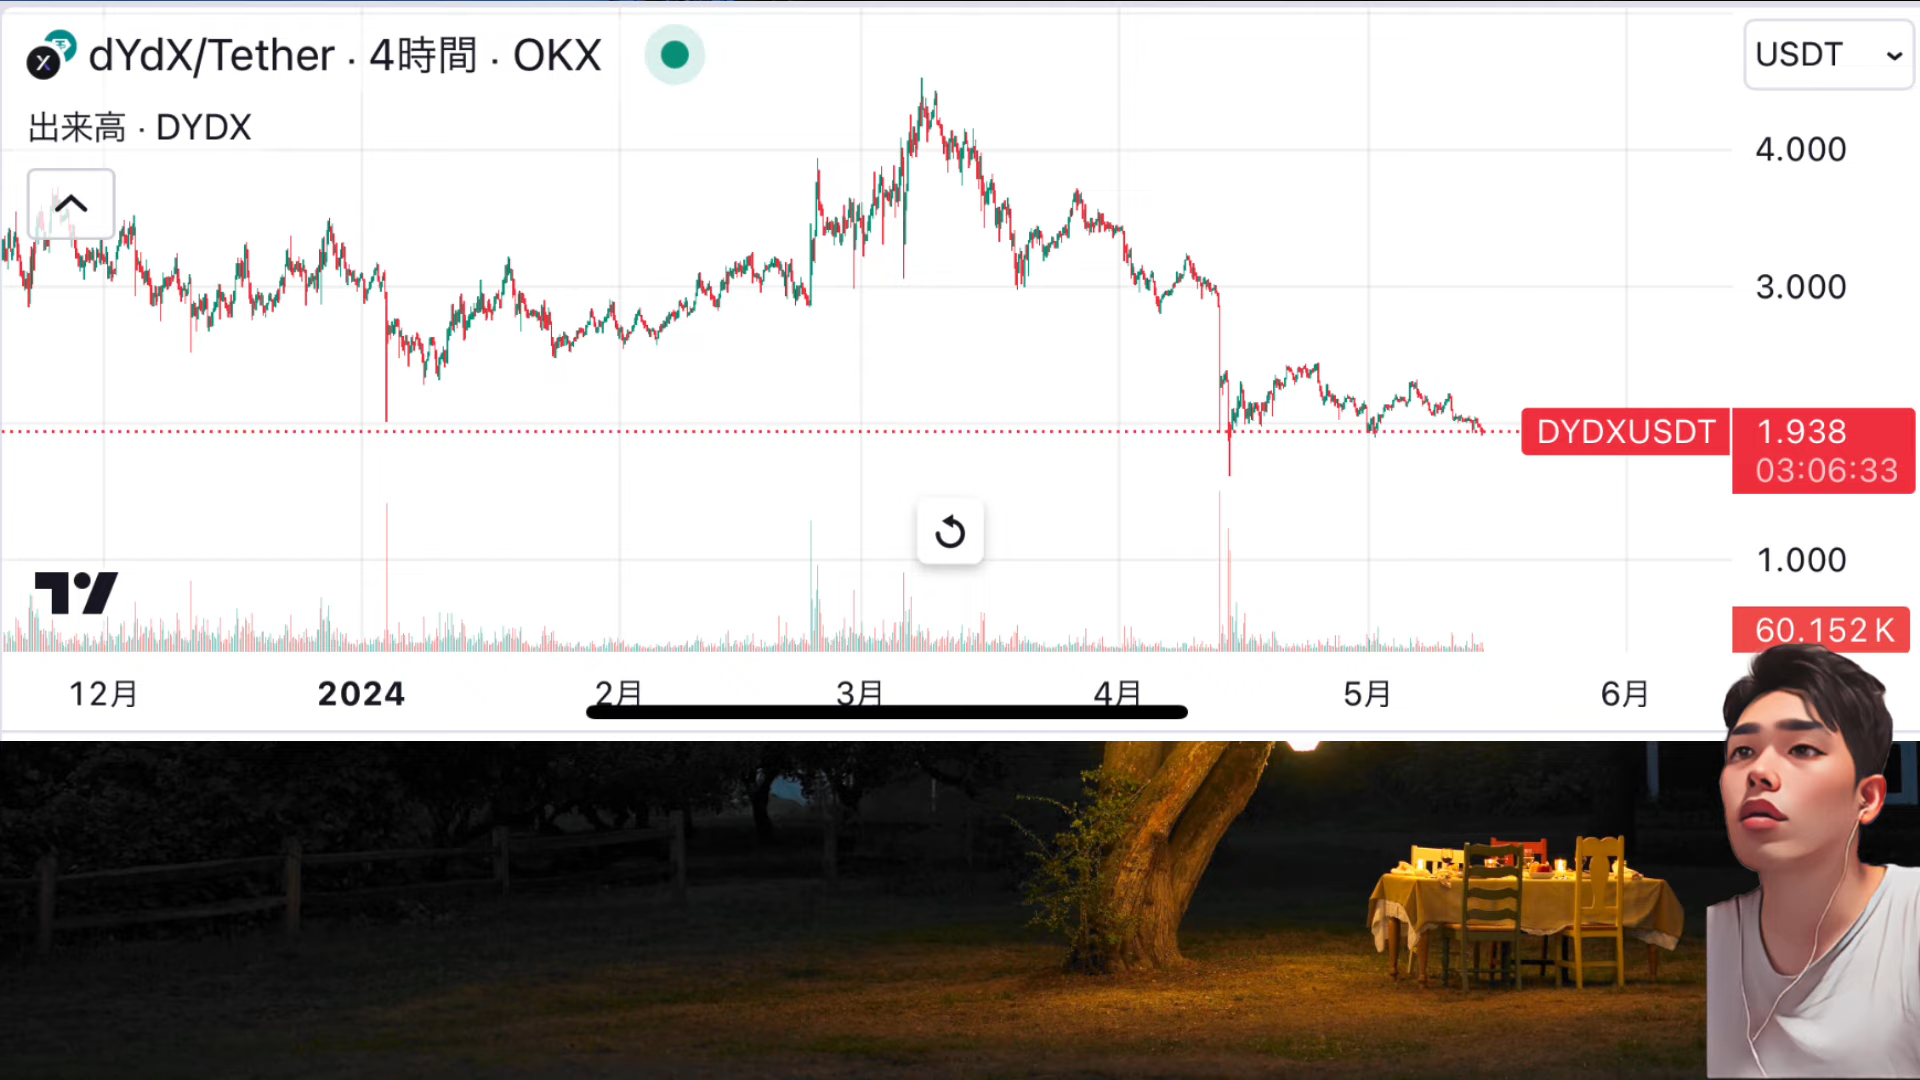 dYdX/Tether · 4時間 · OKX
USDT
出来高 · DYDX
4.000
3.000
DYDXUSDT
1.938
03:06:33
1.000
60.152 K
12月
2024
2月
3月
4月
5月
6月